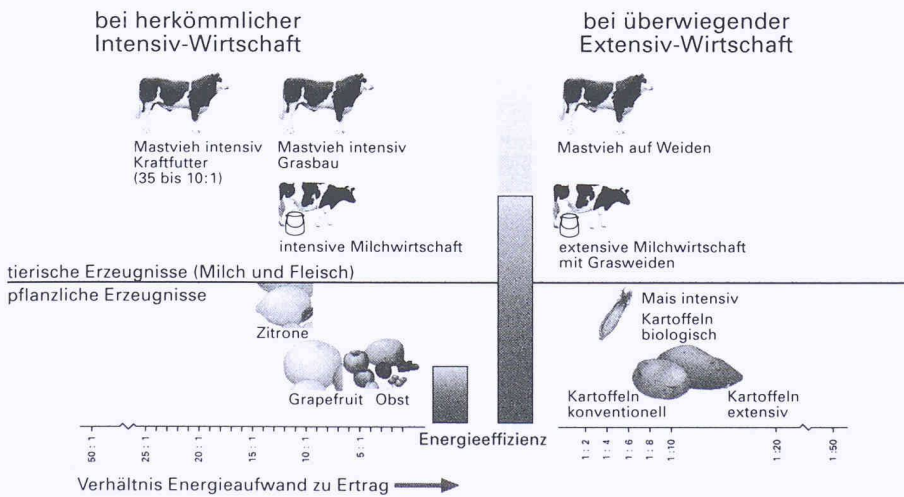 bei herkömmlicher
Intensiv-Wirtschaft
bei überwiegender
Extensiv-Wirtschaft
Mastvieh intensiv
Kraftfutter
(35 bis 10:1)
Mastvieh intensiv
Grasbau
Mastvieh auf Weiden
intensive Milchwirtschaft
extensive Milchwirtschaft
mit Grasweiden
tierische Erzeugnisse (Milch und Fleisch)
pflanzliche Erzeugnisse
Zitrone
Mais intensiv
Kartoffeln
biologisch
Grapefruit
Obst
Kartoffeln
konventionell
Kartoffeln
extensiv
Energieeffizienz
50:1
25:1
20:1
15:1
10:1
5:1
1:2
1:4
1:6
1:8
1:10
1:20
1:50
Verhältnis Energieaufwand zu Ertrag